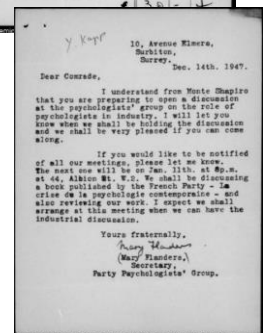 Y Kapp
10, Avenue Elmers,
Surbiton,
Surrey.
Dec. 14th. 1947.
Dear Comrade,
I understand from Monte Shapiro
that you are preparing to open a discussion
at the psychologists' group on the role of
psychologists in industry. I will let you
know when we shall be holding the discussion
and we shall be very pleased if you can come
along.
If you would like to be notified
of all our meetings, please let me know.
The next one will be on Jan. 11th. at 8p.m.
at 44, Albion St. W.2. We shall be discussing
a book published by the French Party - La
crise de la psychologie contemporaine - and
also reviewing our work. I expect we shall
arrange at this meeting when we can have the
industrial discussion.
Yours fraternally,
Mary Flanders
(Mary Flanders,)
Secretary,
Party Psychologists' Group.